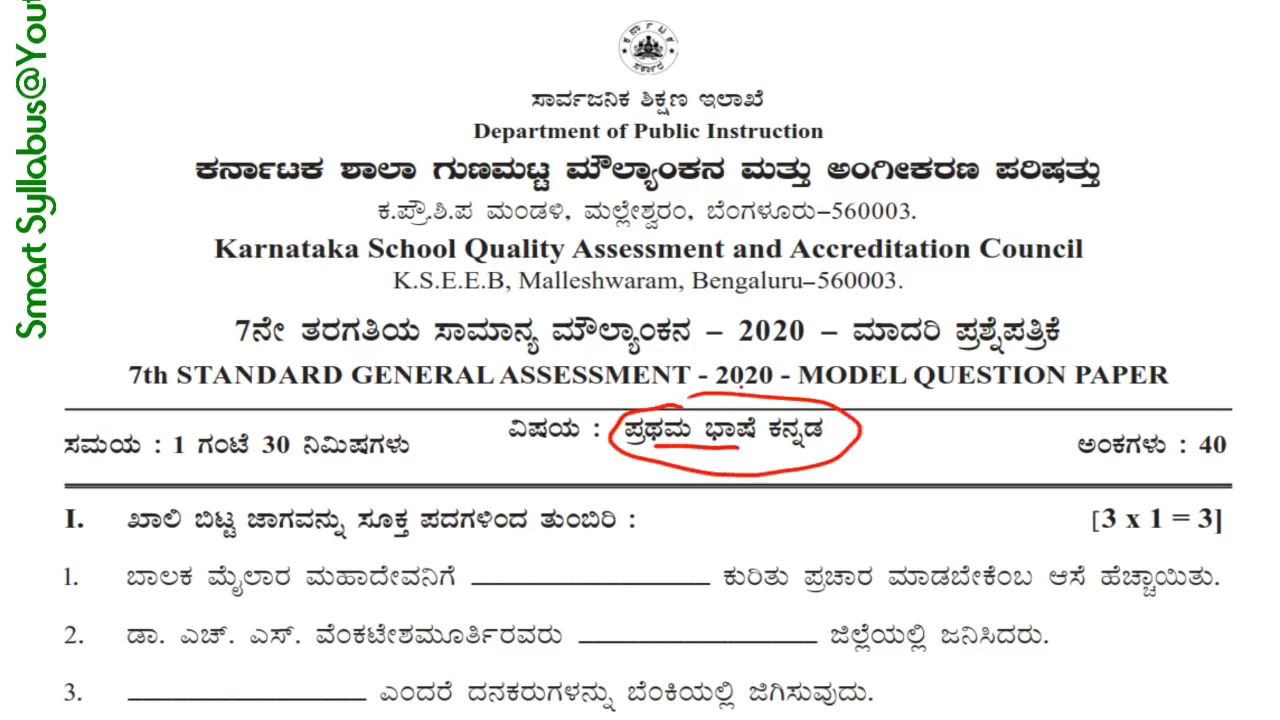 Smart Syllabus@You
ಸಾರ್ವಜನಿಕ ಶಿಕ್ಷಣ ಇಲಾಖೆ
Department of Public Instruction
ಕರ್ನಾಟಕ ಶಾಲಾ ಗುಣಮಟ್ಟ ಮೌಲ್ಯಾಂಕನ ಮತ್ತು ಅಂಗೀಕರಣ ಪರಿಷತ್ತು
ಕ.ಪ್ರೌ.ಶಿ.ಪ ಮಂಡಳಿ, ಮಲ್ಲೇಶ್ವರಂ, ಬೆಂಗಳೂರು–560003.
Karnataka School Quality Assessment and Accreditation Council
K.S.E.E.B, Malleshwaram, Bengaluru–560003.
7ನೇ ತರಗತಿಯ ಸಾಮಾನ್ಯ ಮೌಲ್ಯಾಂಕನ – 2020 – ಮಾದರಿ ಪ್ರಶ್ನೆಪತ್ರಿಕೆ
7th STANDARD GENERAL ASSESSMENT - 2020 - MODEL QUESTION PAPER
ವಿಷಯ : ಪ್ರಥಮ ಭಾಷೆ ಕನ್ನಡ
ಸಮಯ : 1 ಗಂಟೆ 30 ನಿಮಿಷಗಳು ಅಂಕಗಳು : 40
I. ಖಾಲಿ ಬಿಟ್ಟ ಜಾಗವನ್ನು ಸೂಕ್ತ ಪದಗಳಿಂದ ತುಂಬಿರಿ : [3 x 1 = 3]
1. ಬಾಲಕ ಮೈಲಾರ ಮಹಾದೇವನಿಗೆ ________________ ಕುರಿತು ಪ್ರಚಾರ ಮಾಡಬೇಕೆಂಬ ಆಸೆ ಹೆಚ್ಚಾಯಿತು.
2. ಡಾ. ಎಚ್. ಎಸ್. ವೆಂಕಟೇಶಮೂರ್ತಿರವರು ________________ ಜಿಲ್ಲೆಯಲ್ಲಿ ಜನಿಸಿದರು.
3. ________________ ಎಂದರೆ ದನಕರುಗಳನ್ನು ಬೆಂಕಿಯಲ್ಲಿ ಜಿಗಿಸುವುದು.